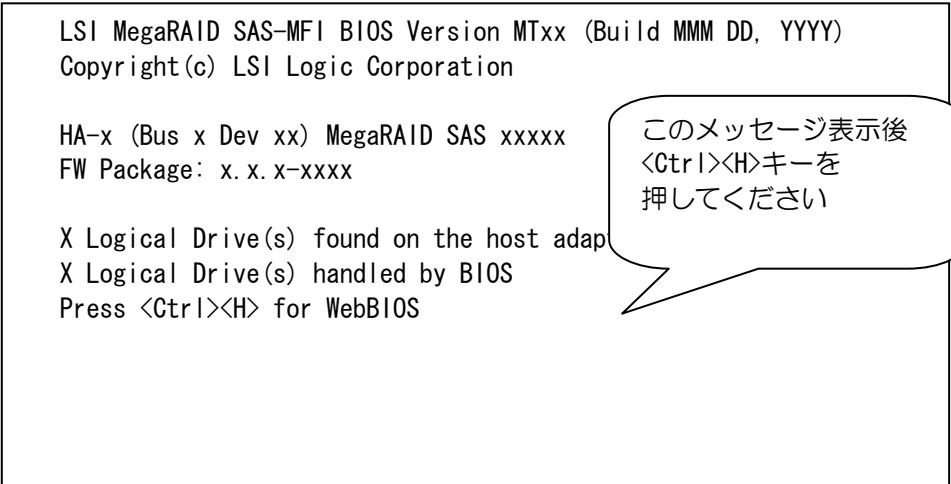 LSI MegaRAID SAS-MFI BIOS Version MTxx (Build MMM DD, YYYY)
Copyright(c) LSI Logic Corporation
HA-x (Bus x Dev xx) MegaRAID SAS xxxxx
FW Package: x.x.x-xxxx
X Logical Drive(s) found on the host adap
X Logical Drive(s) handled by BIOS
Press <Ctrl><H> for WebBIOS
このメッセージ表示後
<Ctrl><H>キーを
押してください